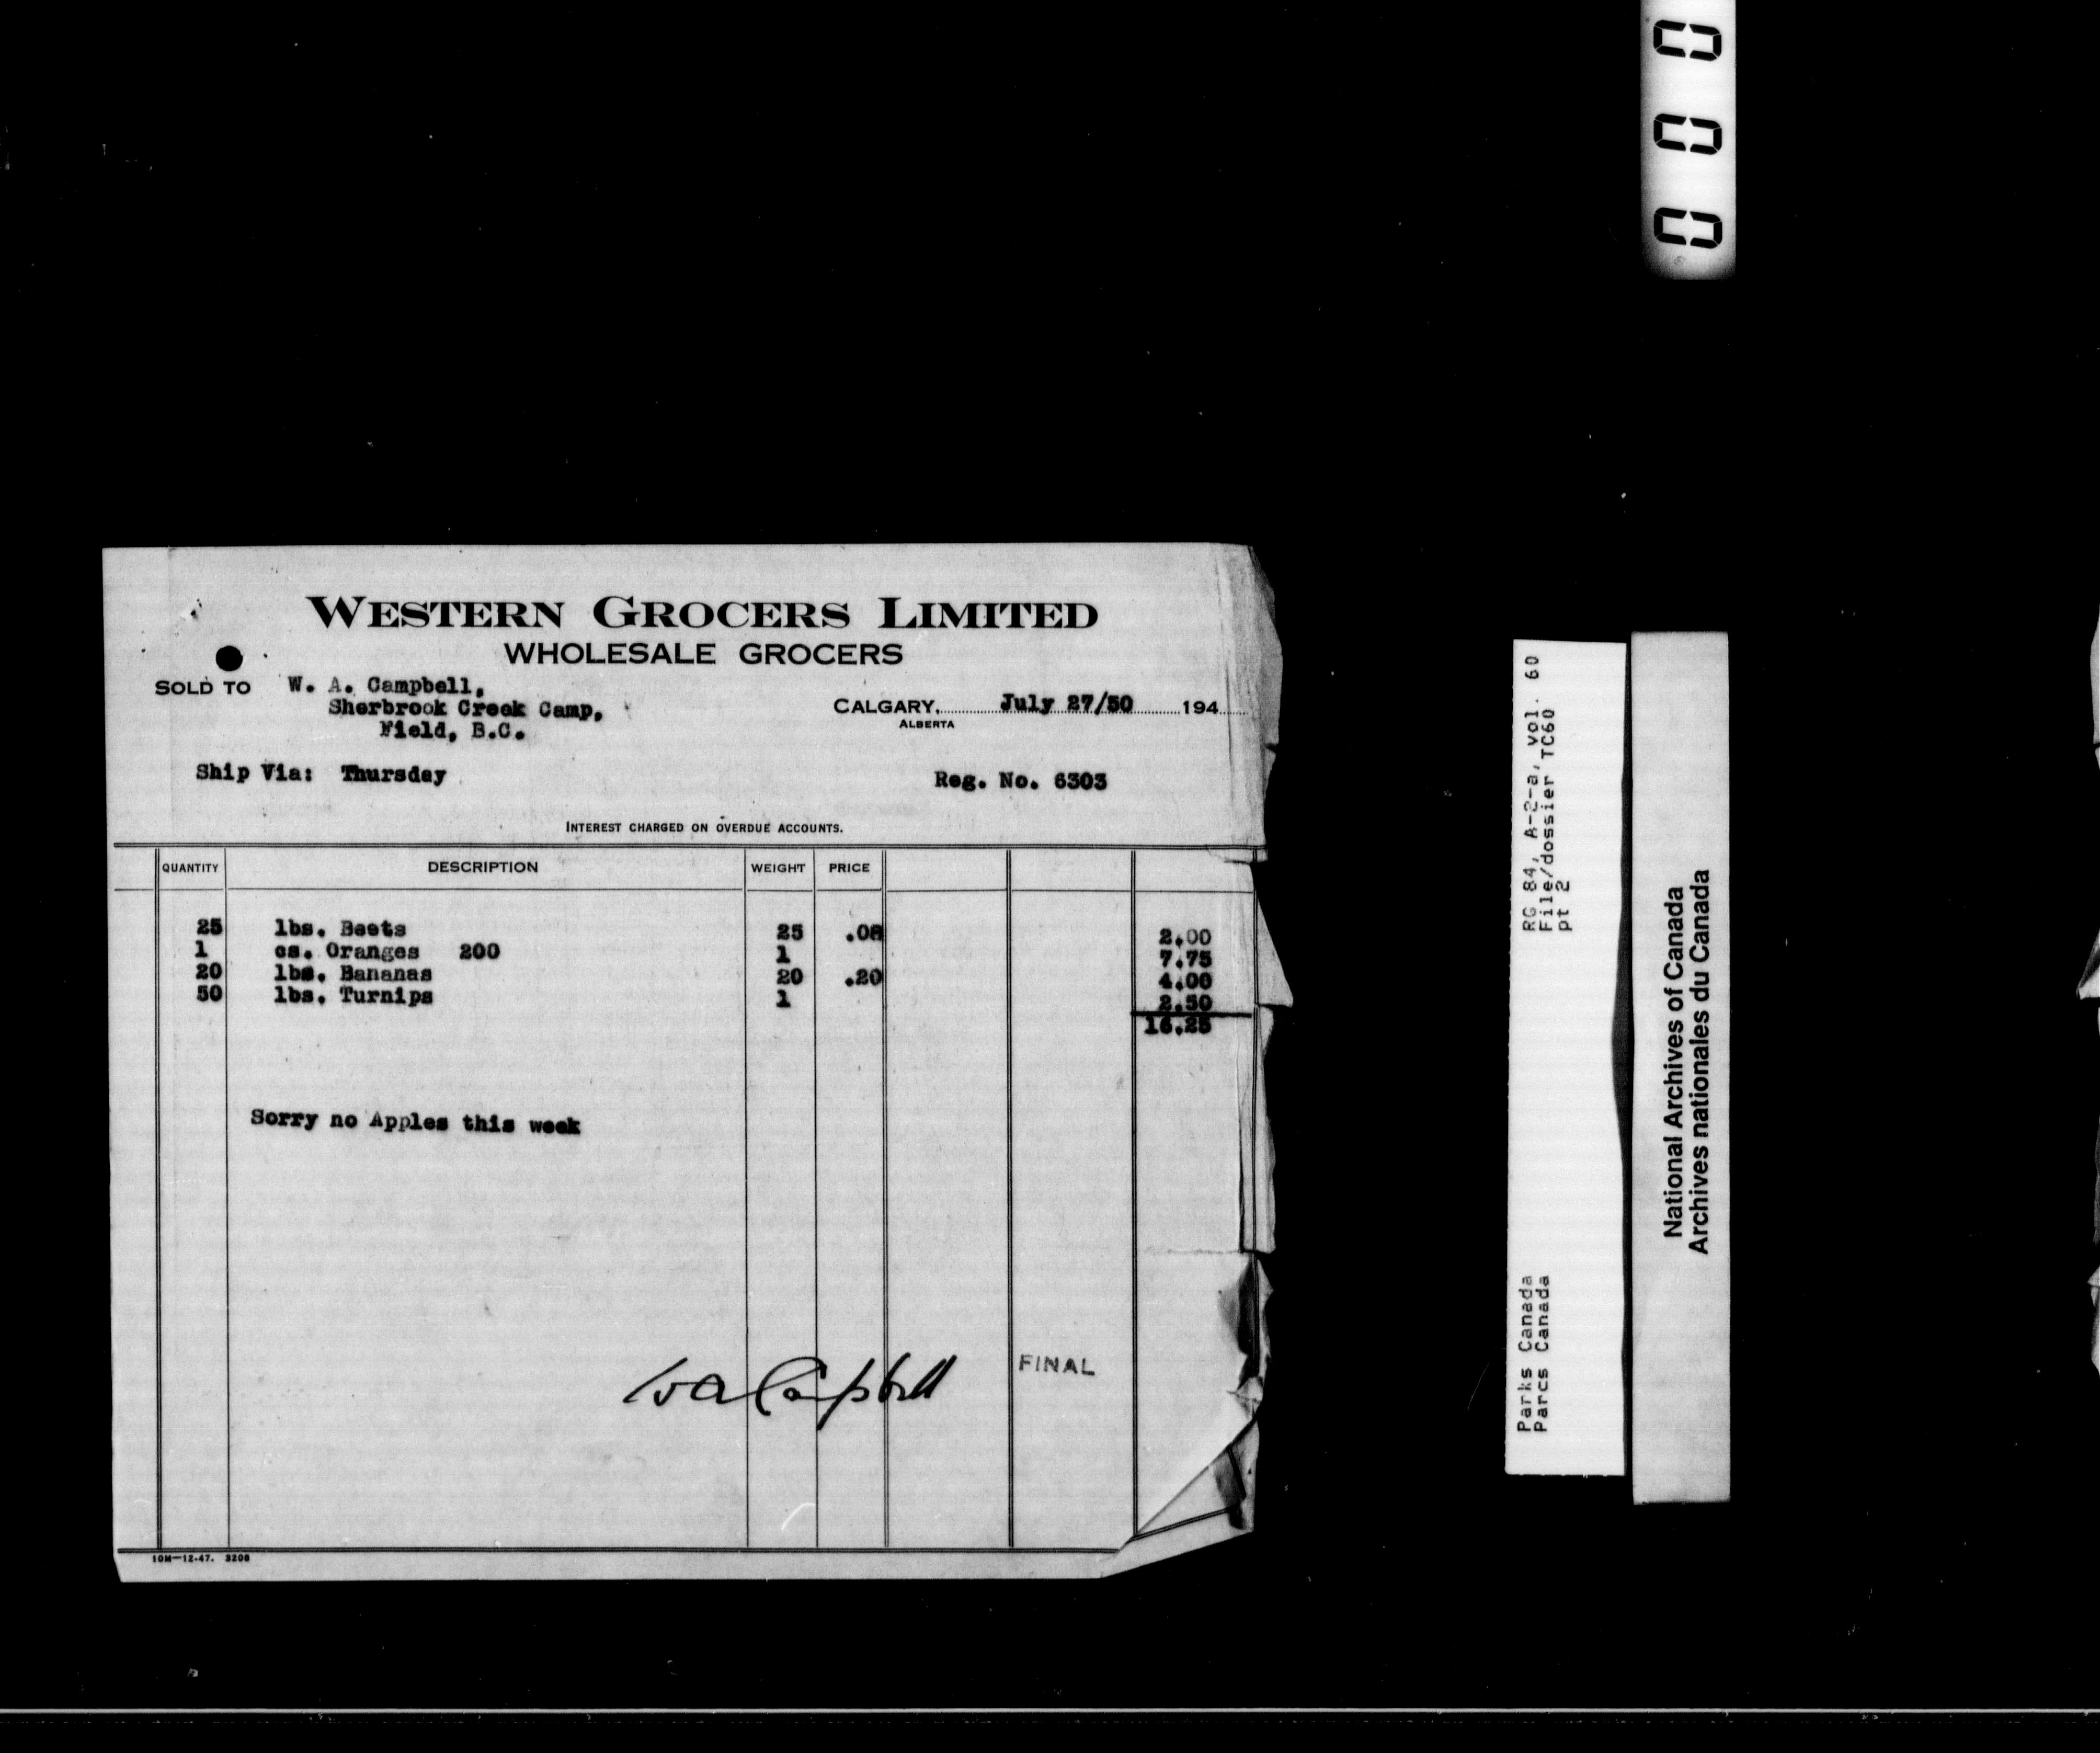 WESTERN GROCERS LIMITED
WHOLESALE GROCERS
SOLD TO W. A. Campbell,
Sherbrook Creek Camp,
Field, B.C.
CALGARY, July 27/50 194
ALBERTA
Ship Via: Thursday Reg. No. 6303
INTEREST CHARGED ON OVERDUE ACCOUNTS.
QUANTITY DESCRIPTION WEIGHT PRICE
25 lbs. Beets 25 .08 2.00
1 cs. Oranges 200 1 7.75
20 lbs. Bananas 20 .20 4.00
50 lbs. Turnips 1 2.50
16.25
Sorry no Apples this week
WA Campbell
FINAL
10M-12-47. 3208
000
RG 84, A-2-a, vol. 60
File/dossier TC60
pt 2
Parks Canada
Parcs Canada
National Archives of Canada
Archives nationales du Canada